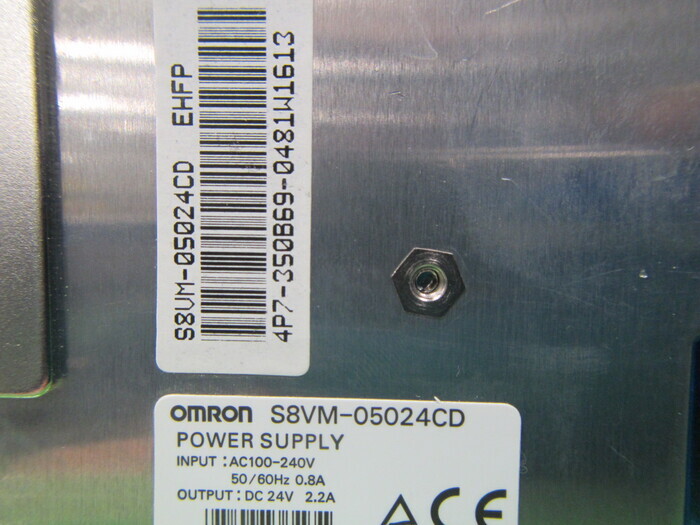 S8VM-05024CD EHFP
4P7-350B69-0481W1613
OMRON S8VM-05024CD
POWER SUPPLY
INPUT : AC100-240V
50/60Hz 0.8A
OUTPUT : DC 24V 2.2A